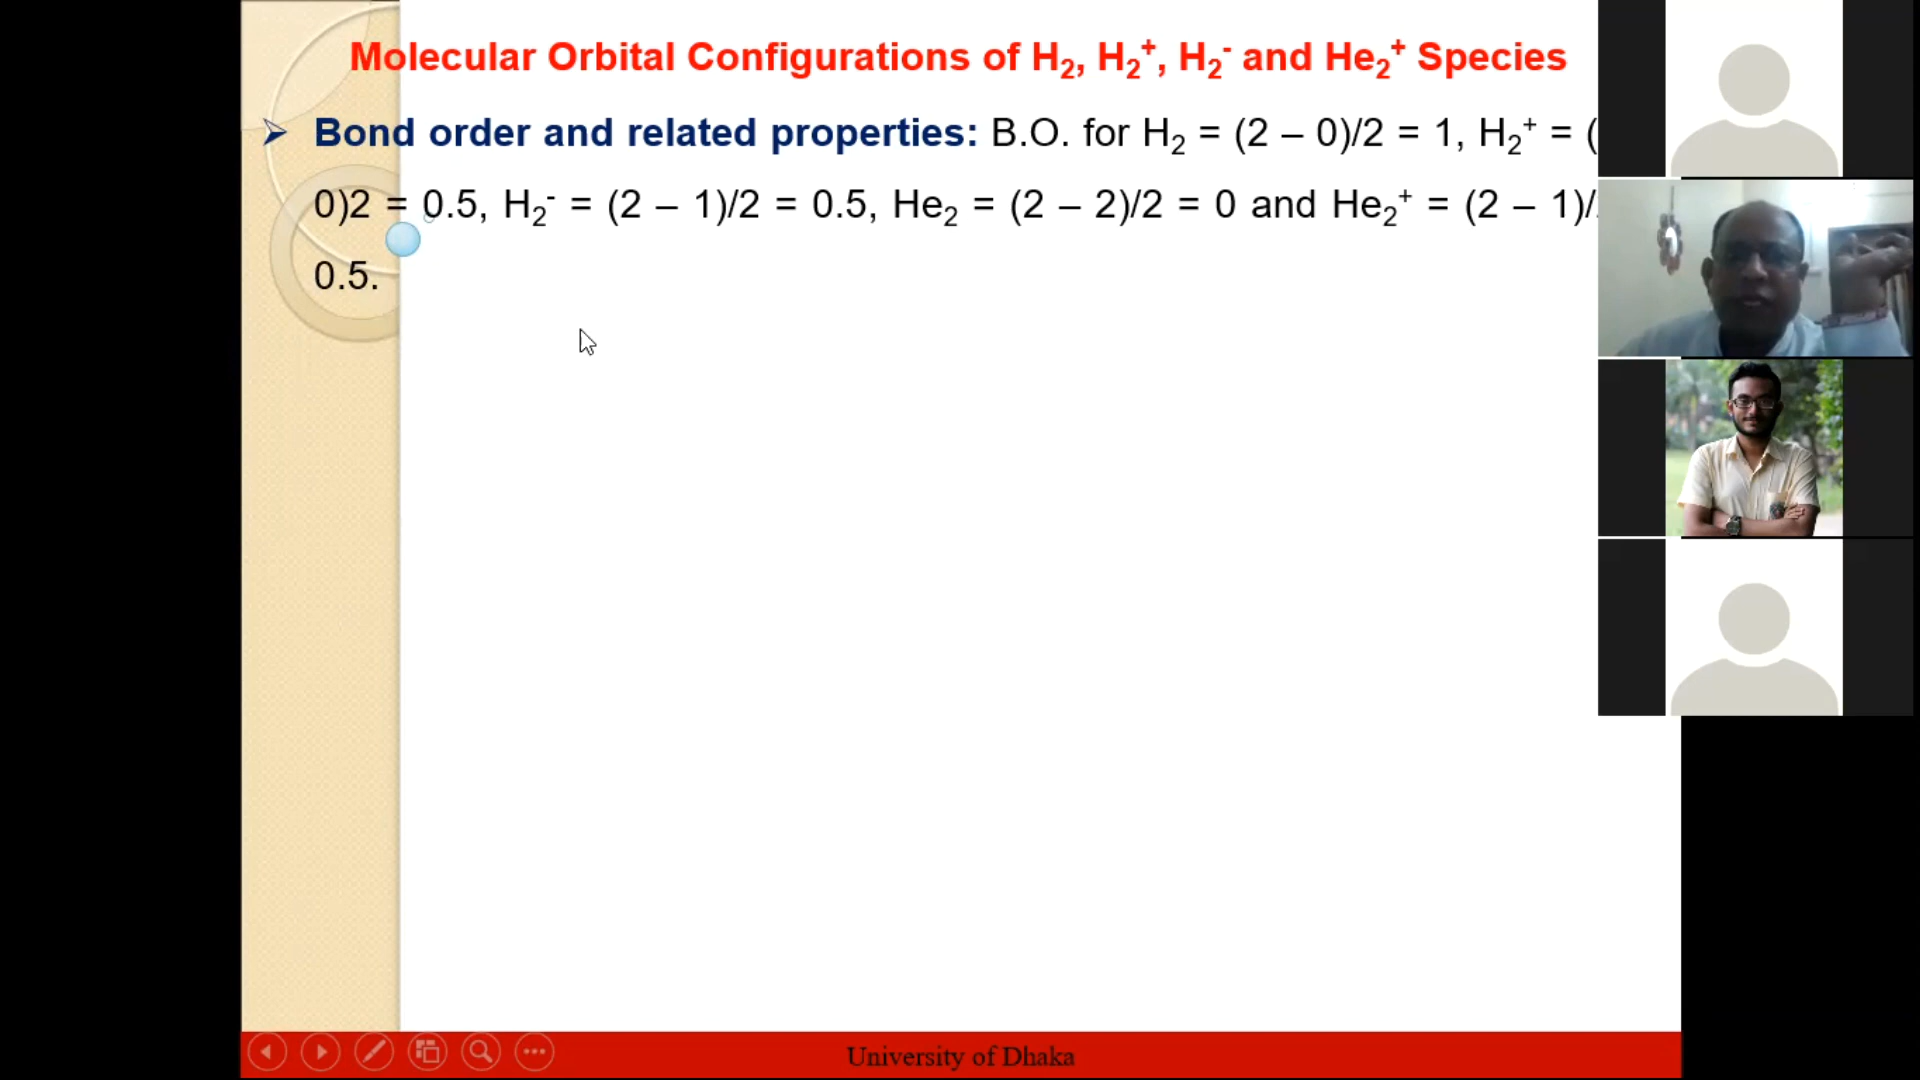 Molecular Orbital Configurations of H₂, H₂⁺, H₂⁻ and He₂⁺ Species
➢ Bond order and related properties: B.O. for H₂ = (2 – 0)/2 = 1, H₂⁺ = (
0)2 = 0.5, H₂⁻ = (2 – 1)/2 = 0.5, He₂ = (2 – 2)/2 = 0 and He₂⁺ = (2 – 1)/
0.5.
University of Dhaka